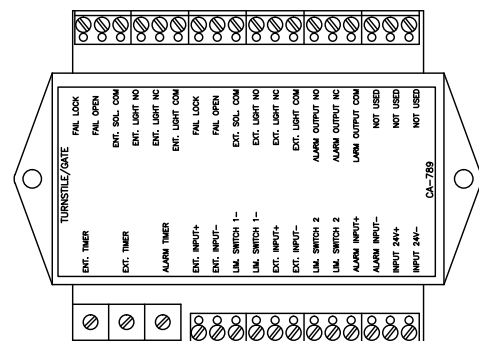 TURNSTILE/GATE
FAIL LOCK
FAIL OPEN
ENT. SOL. COM
ENT. LIGHT NO
ENT. LIGHT NC
ENT. LIGHT COM
FAIL LOCK
FAIL OPEN
EXT. SOL. COM
EXT. LIGHT NO
EXT. LIGHT NC
EXT. LIGHT COM
ALARM OUTPUT NO
ALARM OUTPUT NC
LARM OUTPUT COM
NOT USED
NOT USED
NOT USED
ENT. TIMER
EXT. TIMER
ALARM TIMER
ENT. INPUT+
ENT. INPUT-
LIM. SWITCH 1-
LIM. SWITCH 1-
EXT. INPUT+
EXT. INPUT-
LIM. SWITCH 2
LIM. SWITCH 2
ALARM INPUT+
ALARM INPUT-
INPUT 24V+
INPUT 24V-
CA-789